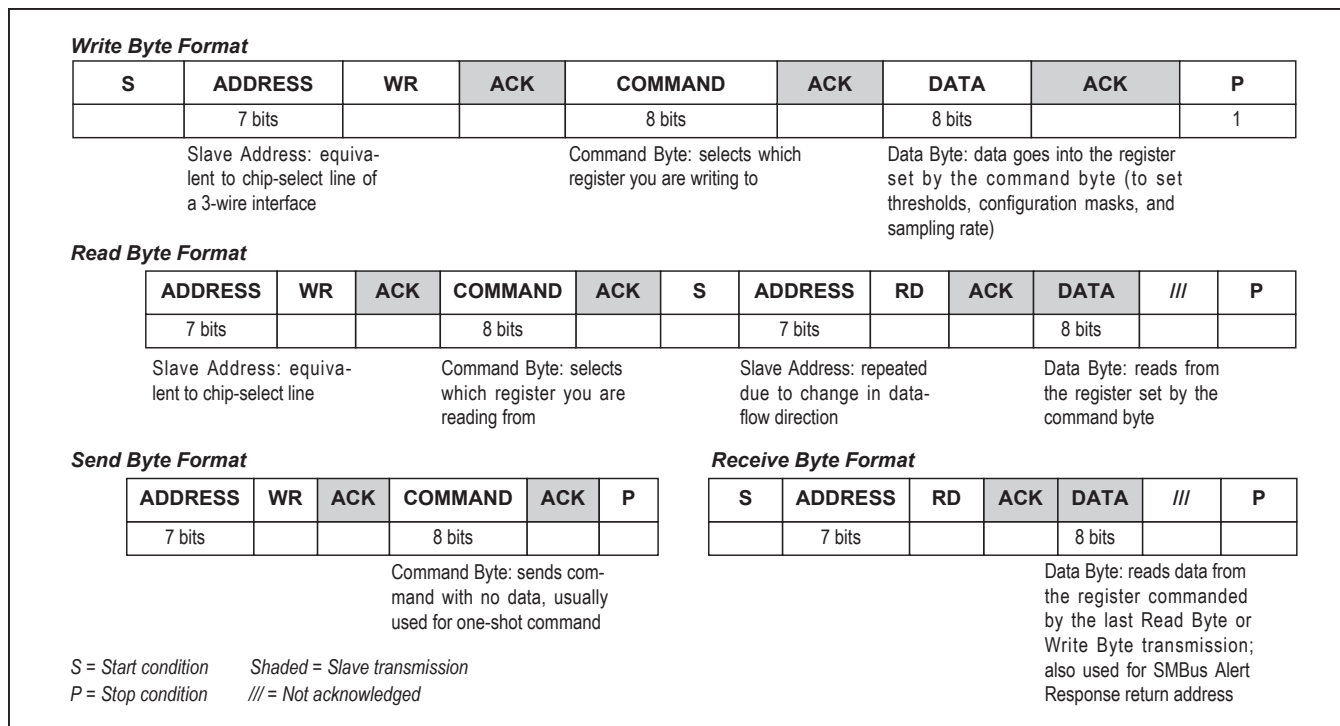 Write Byte Format
S ADDRESS WR ACK COMMAND ACK DATA ACK P
7 bits 8 bits 8 bits 1
Slave Address: equiva-
lent to chip-select line of
a 3-wire interface
Command Byte: selects which
register you are writing to
Data Byte: data goes into the register
set by the command byte (to set
thresholds, configuration masks, and
sampling rate)
Read Byte Format
ADDRESS WR ACK COMMAND ACK S ADDRESS RD ACK DATA /// P
7 bits 8 bits 7 bits 8 bits
Slave Address: equiva-
lent to chip-select line
Command Byte: selects
which register you are
reading from
Slave Address: repeated
due to change in data-
flow direction
Data Byte: reads from
the register set by the
command byte
Send Byte Format
ADDRESS WR ACK COMMAND ACK P
7 bits 8 bits
Command Byte: sends com-
mand with no data, usually
used for one-shot command
Receive Byte Format
S ADDRESS RD ACK DATA /// P
7 bits 8 bits
Data Byte: reads data from
the register commanded
by the last Read Byte or
Write Byte transmission;
also used for SMBus Alert
Response return address
S = Start condition Shaded = Slave transmission
P = Stop condition /// = Not acknowledged